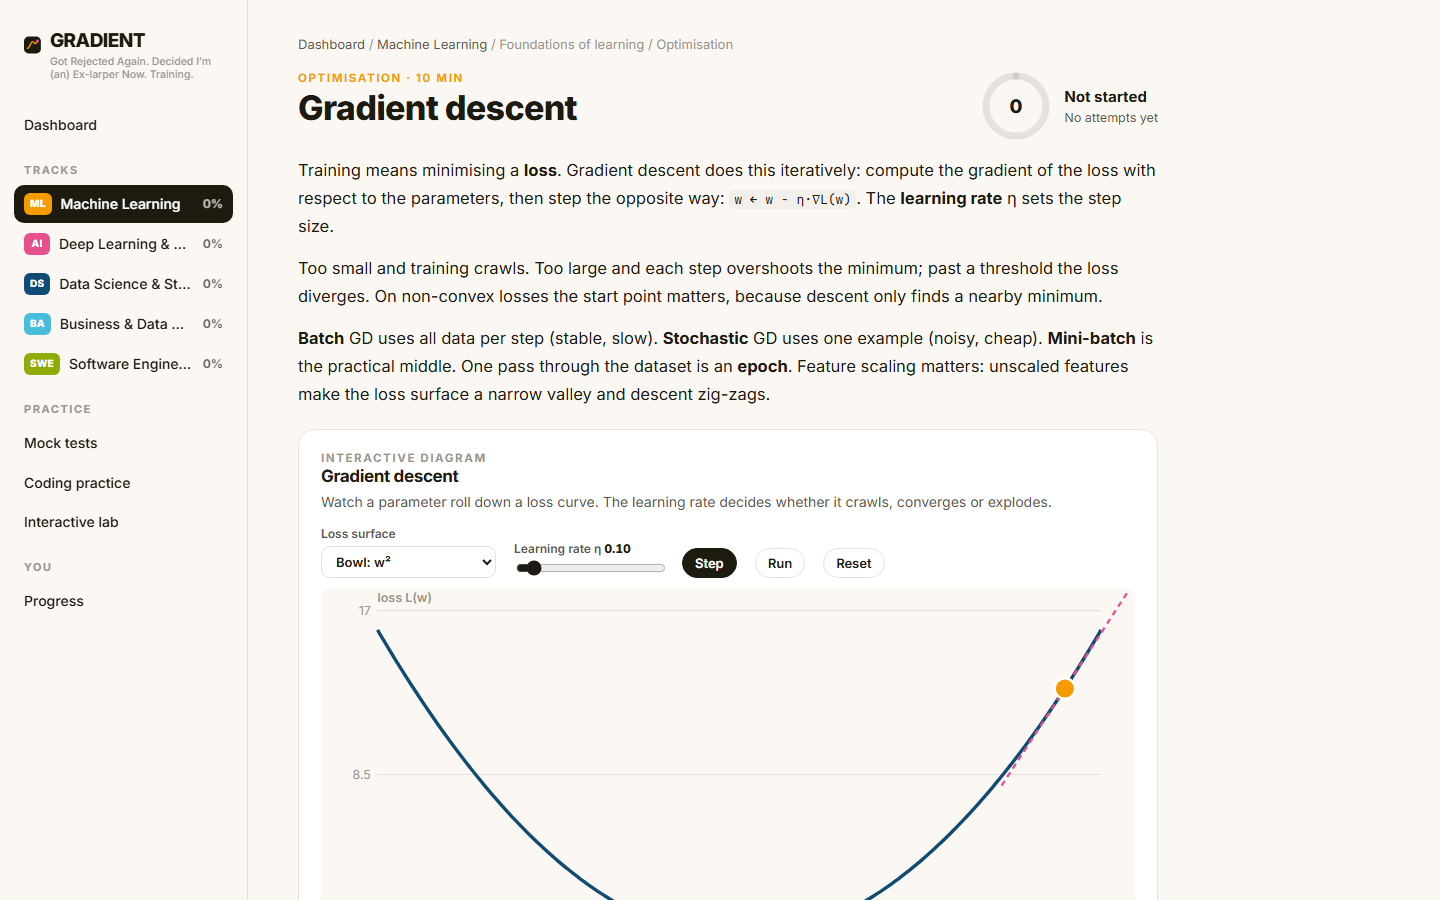 GRADIENT
Got Rejected Again. Decided I'm
(an) Ex-larper Now. Training.
Dashboard
TRACKS
ML Machine Learning 0%
AI Deep Learning & ... 0%
DS Data Science & St... 0%
BA Business & Data ... 0%
SWE Software Engine... 0%
PRACTICE
Mock tests
Coding practice
Interactive lab
YOU
Progress
Dashboard / Machine Learning / Foundations of learning / Optimisation
OPTIMISATION · 10 MIN
Gradient descent
0
Not started
No attempts yet
Training means minimising a loss. Gradient descent does this iteratively: compute the gradient of the loss with
respect to the parameters, then step the opposite way: w ← w - η·∇L(w). The learning rate η sets the step
size.
Too small and training crawls. Too large and each step overshoots the minimum; past a threshold the loss
diverges. On non-convex losses the start point matters, because descent only finds a nearby minimum.
Batch GD uses all data per step (stable, slow). Stochastic GD uses one example (noisy, cheap). Mini-batch is
the practical middle. One pass through the dataset is an epoch. Feature scaling matters: unscaled features
make the loss surface a narrow valley and descent zig-zags.
INTERACTIVE DIAGRAM
Gradient descent
Watch a parameter roll down a loss curve. The learning rate decides whether it crawls, converges or explodes.
Loss surface
Bowl: w²
Learning rate η 0.10
Step
Run
Reset
loss L(w)
17
8.5